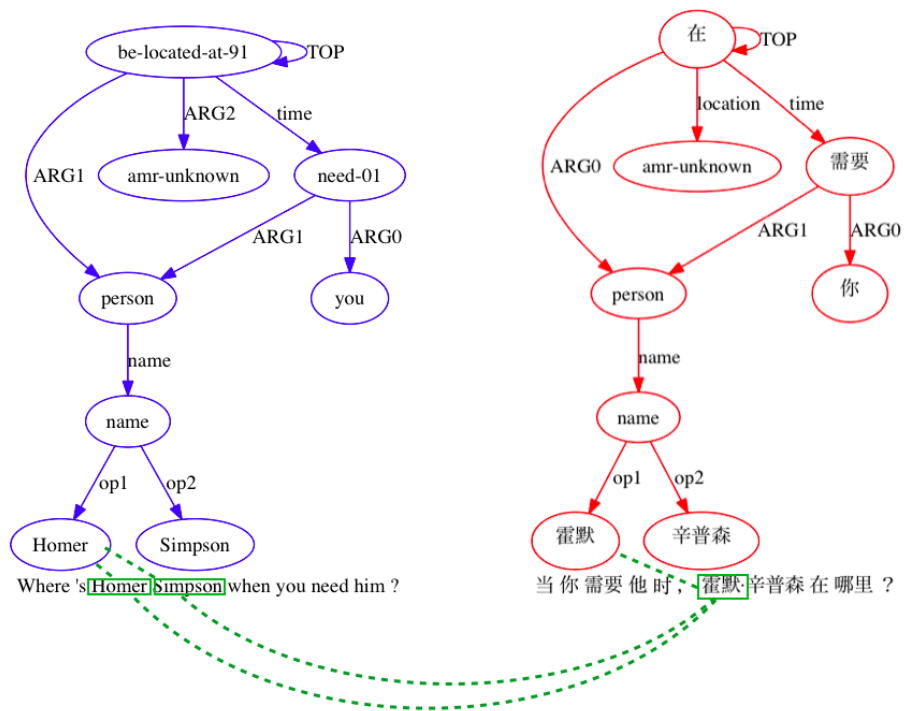 be-located-at-91 TOP
ARG2 time
ARG1 amr-unknown need-01
ARG1 ARG0
person you
name
name
op1 op2
Homer Simpson
Where 's Homer Simpson when you need him ?
在 TOP
location time
ARG0 amr-unknown 需要
ARG1 ARG0
person 你
name
name
op1 op2
霍默 辛普森
当 你 需要 他 时 ， 霍默·辛普森 在 哪里 ？